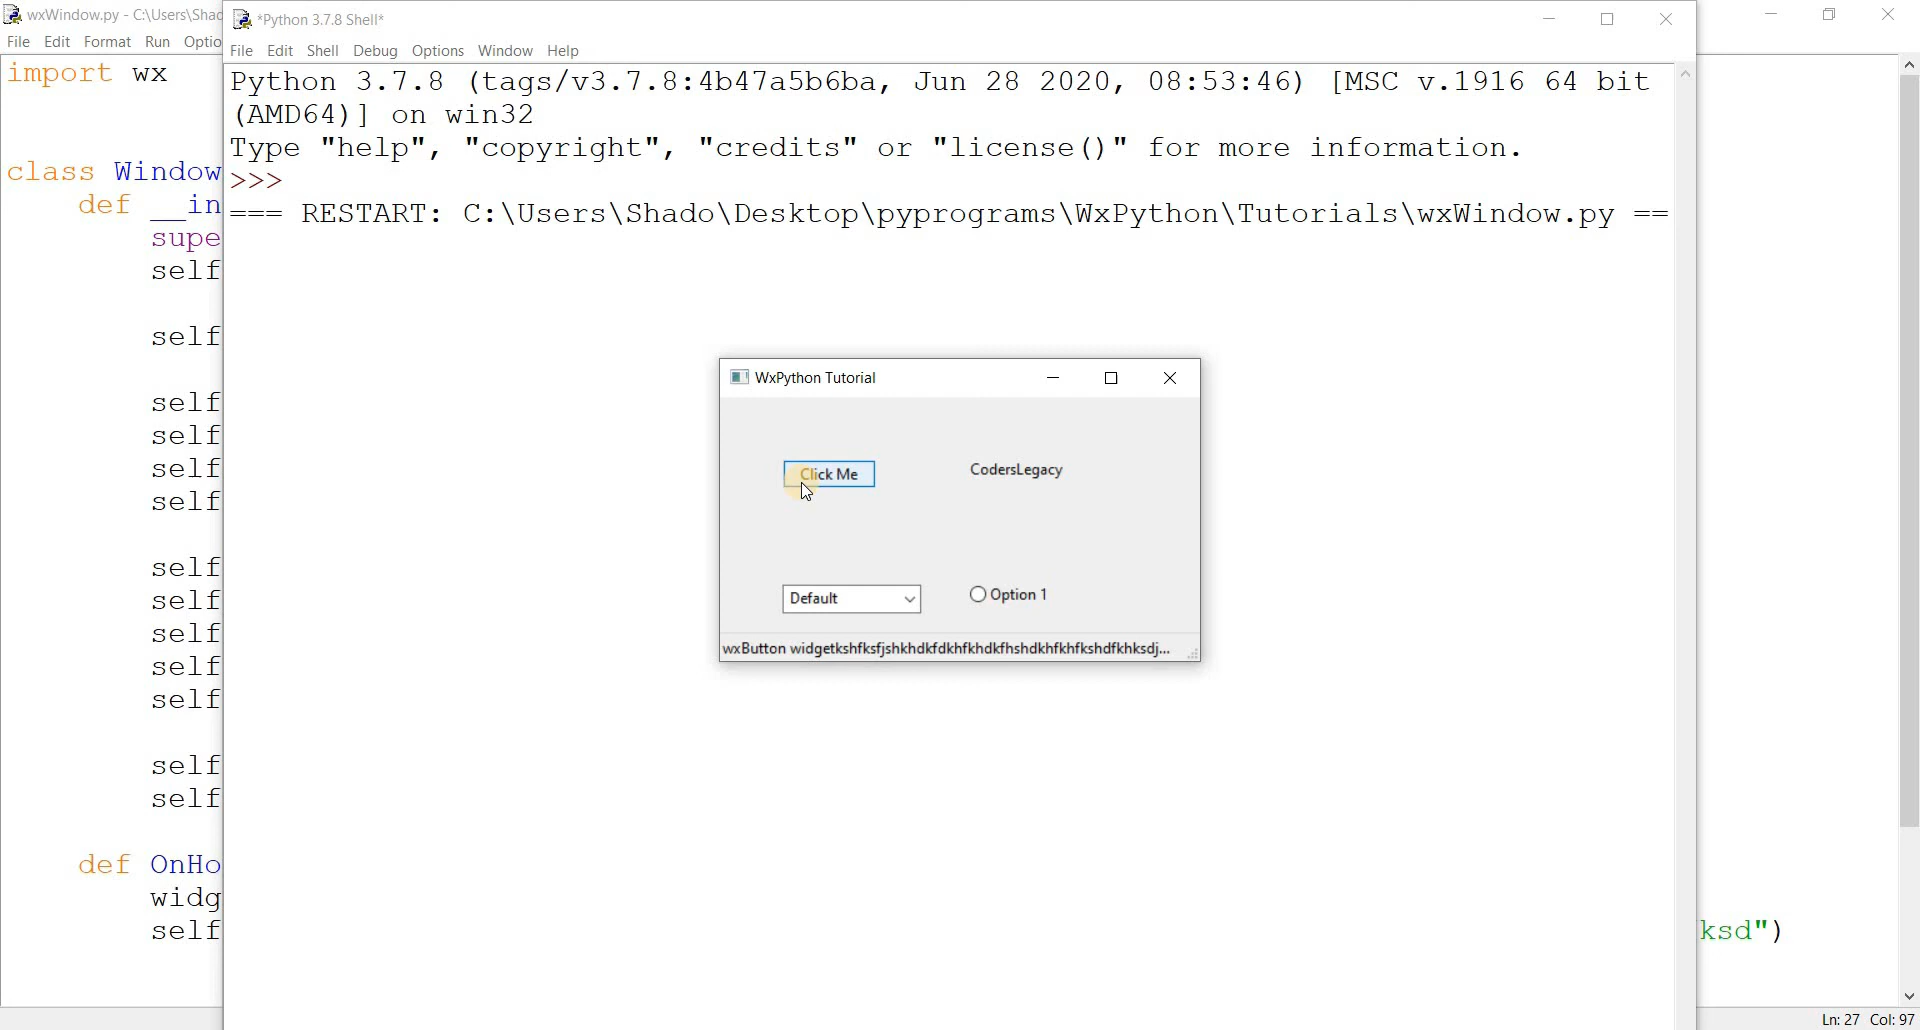 wxWindow.py - C:\Users\Shad
File Edit Format Run Optio
import wx
class Window
def __in
supe
self
self
self
self
self
self
self
self
self
self
self
self
self
def OnHo
widg
self
ksd")
Ln: 27 Col: 97
*Python 3.7.8 Shell*
File Edit Shell Debug Options Window Help
Python 3.7.8 (tags/v3.7.8:4b47a5b6ba, Jun 28 2020, 08:53:46) [MSC v.1916 64 bit
(AMD64)] on win32
Type "help", "copyright", "credits" or "license()" for more information.
>>>
=== RESTART: C:\Users\Shado\Desktop\pyprograms\WxPython\Tutorials\wxWindow.py ==
WxPython Tutorial
Click Me
CodersLegacy
Default
Option 1
wxButton widgetkshfksfjshkhdkfdkhfkhdkfhshdkhfkhfkshdfkhksdj...